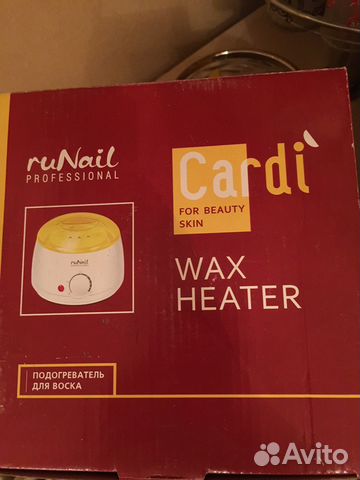 ruNail
PROFESSIONAL
Cardi
FOR BEAUTY
SKIN
runail
WAX
HEATER
ПОДОГРЕВАТЕЛЬ
ДЛЯ ВОСКА
Avito